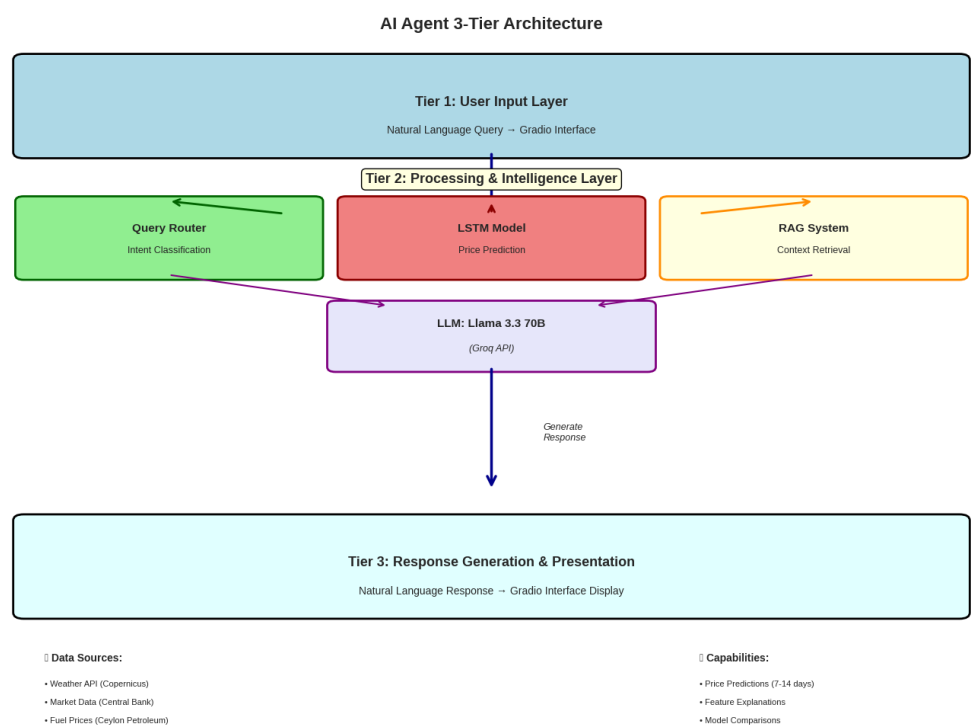 AI Agent 3-Tier Architecture
Tier 1: User Input Layer
Natural Language Query → Gradio Interface
Tier 2: Processing & Intelligence Layer
Query Router
Intent Classification
LSTM Model
Price Prediction
RAG System
Context Retrieval
LLM: Llama 3.3 70B
(Groq API)
Generate
Response
Tier 3: Response Generation & Presentation
Natural Language Response → Gradio Interface Display
Data Sources:
• Weather API (Copernicus)
• Market Data (Central Bank)
• Fuel Prices (Ceylon Petroleum)
Capabilities:
• Price Predictions (7-14 days)
• Feature Explanations
• Model Comparisons